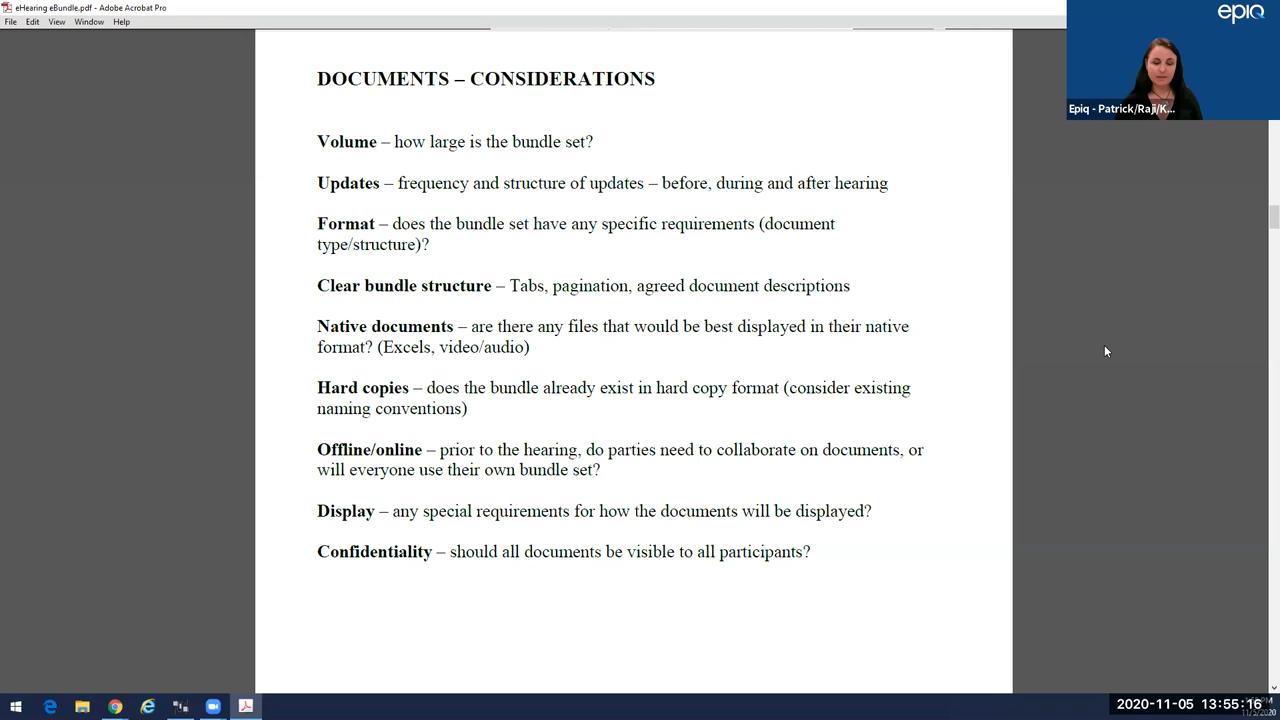 eHearing eBundle.pdf - Adobe Acrobat Pro
File Edit View Window Help
epiq
Epiq - Patrick/Raji/K...
DOCUMENTS – CONSIDERATIONS
Volume – how large is the bundle set?
Updates – frequency and structure of updates – before, during and after hearing
Format – does the bundle set have any specific requirements (document
type/structure)?
Clear bundle structure – Tabs, pagination, agreed document descriptions
Native documents – are there any files that would be best displayed in their native
format? (Excels, video/audio)
Hard copies – does the bundle already exist in hard copy format (consider existing
naming conventions)
Offline/online – prior to the hearing, do parties need to collaborate on documents, or
will everyone use their own bundle set?
Display – any special requirements for how the documents will be displayed?
Confidentiality – should all documents be visible to all participants?
2020-11-05 13:55:16